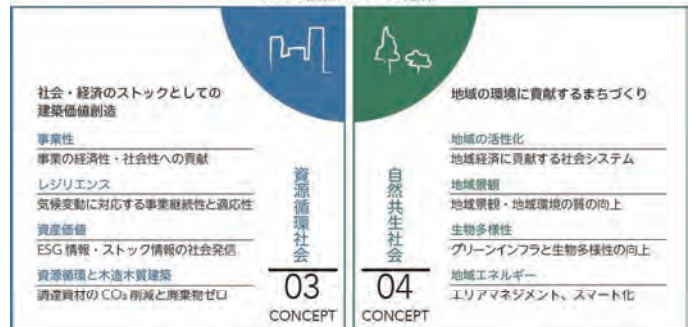 社会・経済のストックとしての
建築価値創造
事業性
事業の経済性・社会性への貢献
レジリエンス
気候変動に対応する事業継続性と適応性
資産価値
ESG 情報・ストック情報の社会発信
資源循環と木造木質建築
調達資材の CO₂ 削減と廃棄物ゼロ
資源循環社会
03
CONCEPT
地域の環境に貢献するまちづくり
地域の活性化
地域経済に貢献する社会システム
地域景観
地域景観・地域環境の質の向上
生物多様性
グリーンインフラと生物多様性の向上
地域エネルギー
エリアマネジメント、スマート化
自然共生社会
04
CONCEPT